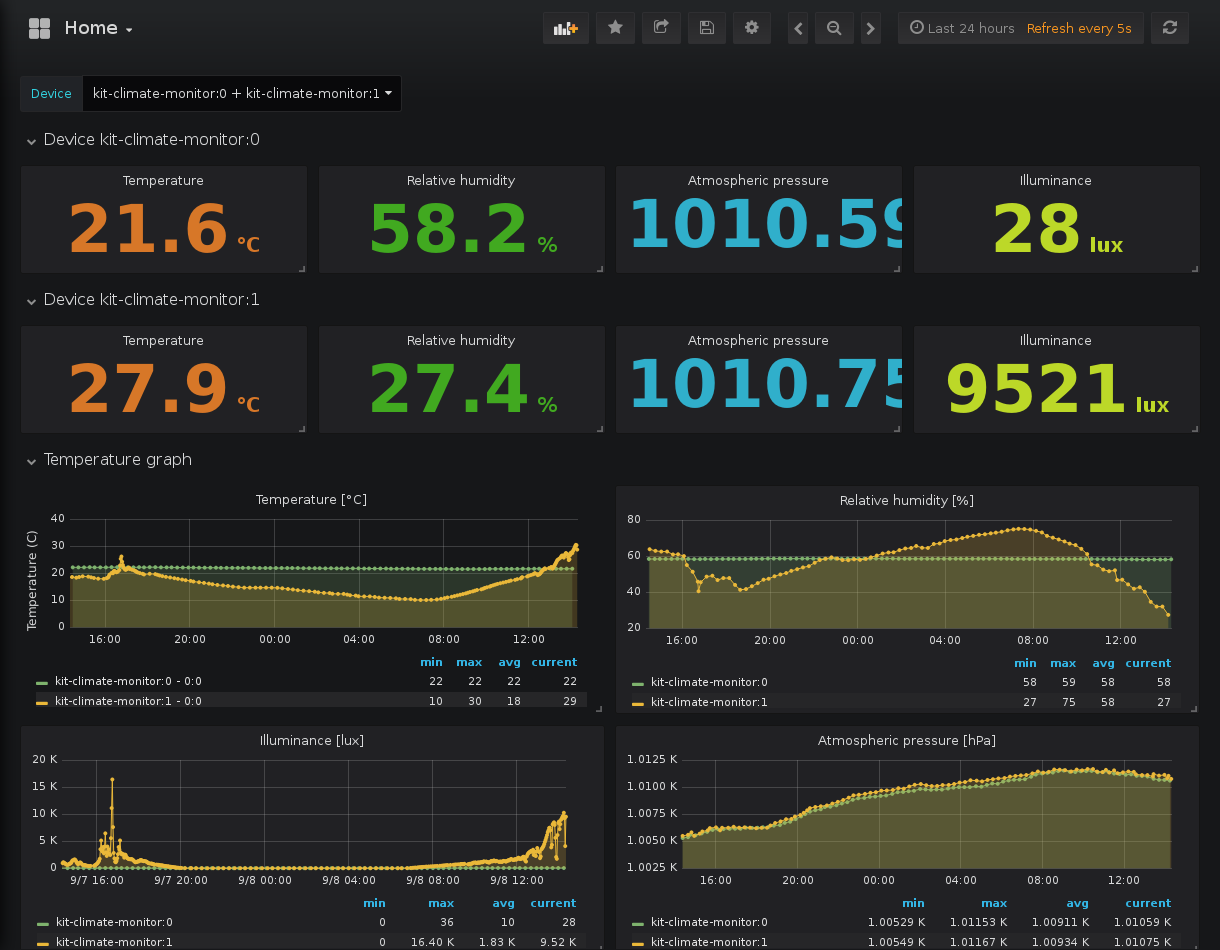 Home
Last 24 hours Refresh every 5s
Device kit-climate-monitor:0 + kit-climate-monitor:1
Device kit-climate-monitor:0
Temperature Relative humidity Atmospheric pressure Illuminance
21.6 °C 58.2 % 1010.59 28 lux
Device kit-climate-monitor:1
Temperature Relative humidity Atmospheric pressure Illuminance
27.9 °C 27.4 % 1010.75 9521 lux
Temperature graph
Temperature [°C]
Temperature (C)
40
30
20
10
0
16:00 20:00 00:00 04:00 08:00 12:00
min max avg current
kit-climate-monitor:0 - 0:0 22 22 22 22
kit-climate-monitor:1 - 0:0 10 30 18 29
Relative humidity [%]
80
60
40
20
16:00 20:00 00:00 04:00 08:00 12:00
min max avg current
kit-climate-monitor:0 58 59 58 58
kit-climate-monitor:1 27 75 58 27
Illuminance [lux]
20 K
15 K
10 K
5 K
0
9/7 16:00 9/7 20:00 9/8 00:00 9/8 04:00 9/8 08:00 9/8 12:00
min max avg current
kit-climate-monitor:0 0 36 10 28
kit-climate-monitor:1 0 16.40 K 1.83 K 9.52 K
Atmospheric pressure [hPa]
1.0125 K
1.0100 K
1.0075 K
1.0050 K
1.0025 K
16:00 20:00 00:00 04:00 08:00 12:00
min max avg current
kit-climate-monitor:0 1.00529 K 1.01153 K 1.00911 K 1.01059 K
kit-climate-monitor:1 1.00549 K 1.01167 K 1.00934 K 1.01075 K